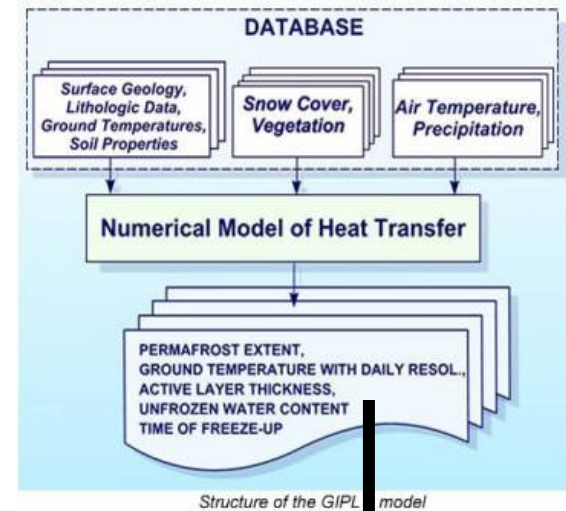 DATABASE
Surface Geology,
Lithologic Data,
Ground Temperatures,
Soil Properties
Snow Cover,
Vegetation
Air Temperature,
Precipitation
Numerical Model of Heat Transfer
PERMAFROST EXTENT,
GROUND TEMPERATURE WITH DAILY RESOL.,
ACTIVE LAYER THICKNESS,
UNFROZEN WATER CONTENT
TIME OF FREEZE-UP
Structure of the GIPL model